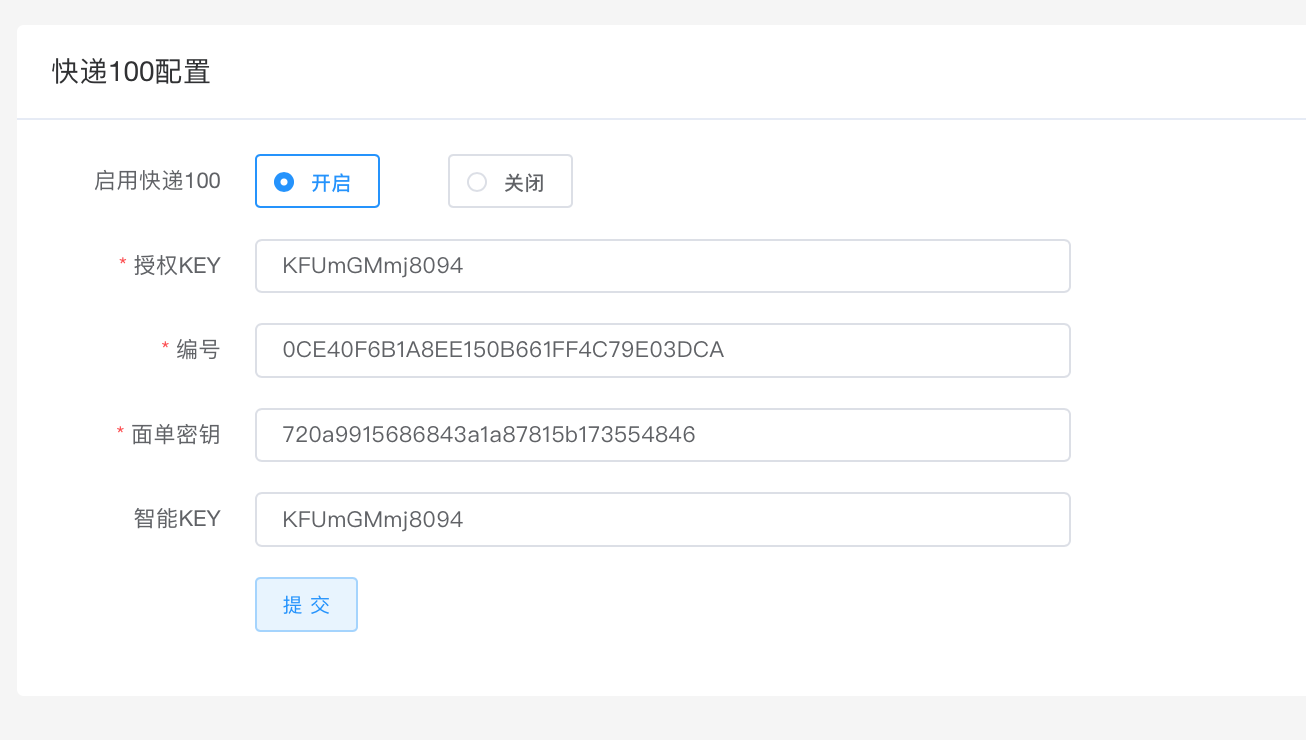 快递100配置
启用快递100 开启 关闭
* 授权KEY KFUmGMmj8094
* 编号 0CE40F6B1A8EE150B661FF4C79E03DCA
* 面单密钥 720a9915686843a1a87815b173554846
智能KEY KFUmGMmj8094
提 交